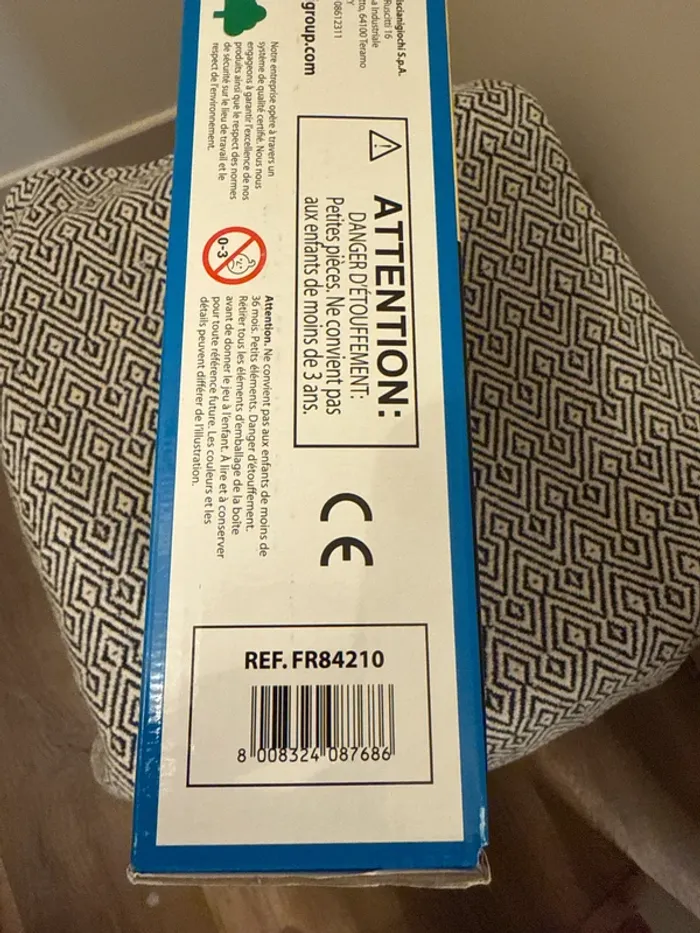 iscianigiochi S.p.A.
Ruscitti 16
a Industriale
tto, 64100 Teramo
08612311
group.com
Notre entreprise opère à travers un
système de qualité certifié. Nous nous
engageons à garantir l'excellence de nos
produits ainsi que le respect des normes
de sécurité sur le lieu de travail et le
respect de l'environnement.
ATTENTION:
DANGER D'ÉTOUFFEMENT:
Petites pièces. Ne convient pas
aux enfants de moins de 3 ans.
0-3
Attention. Ne convient pas aux enfants de moins de
36 mois. Petits éléments. Danger d'étouffement.
Retirer tous les éléments d'emballage de la boîte
avant de donner le jeu à l'enfant. À lire et à conserver
pour toute référence future. Les couleurs et les
détails peuvent différer de l'illustration.
CE
REF. FR84210
8 008324 087686